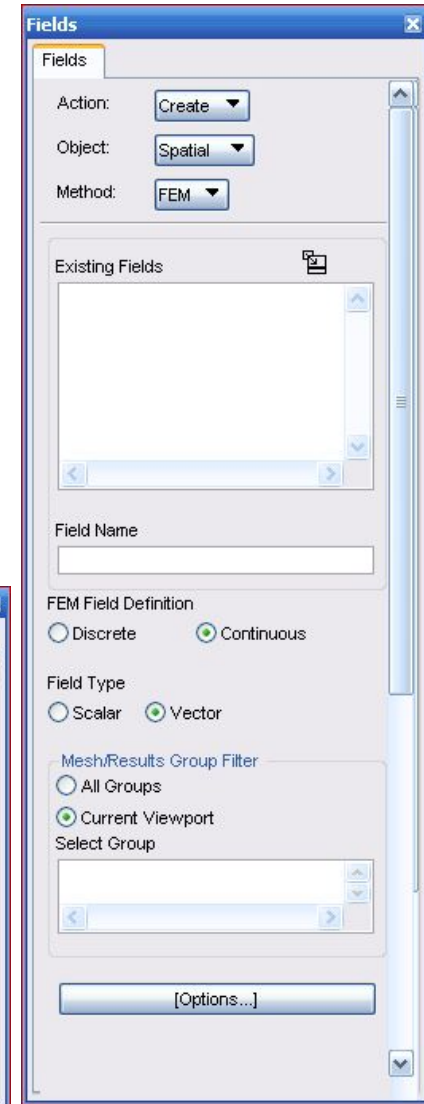 Fields
Fields
Action: Create
Object: Spatial
Method: FEM
Existing Fields
Field Name
FEM Field Definition
Discrete Continuous
Field Type
Scalar Vector
Mesh/Results Group Filter
All Groups
Current Viewport
Select Group
[Options...]